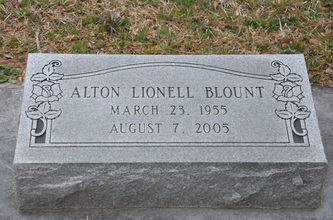 ALTON LIONELL BLOUNT
MARCH 23, 1955
AUGUST 7, 2005